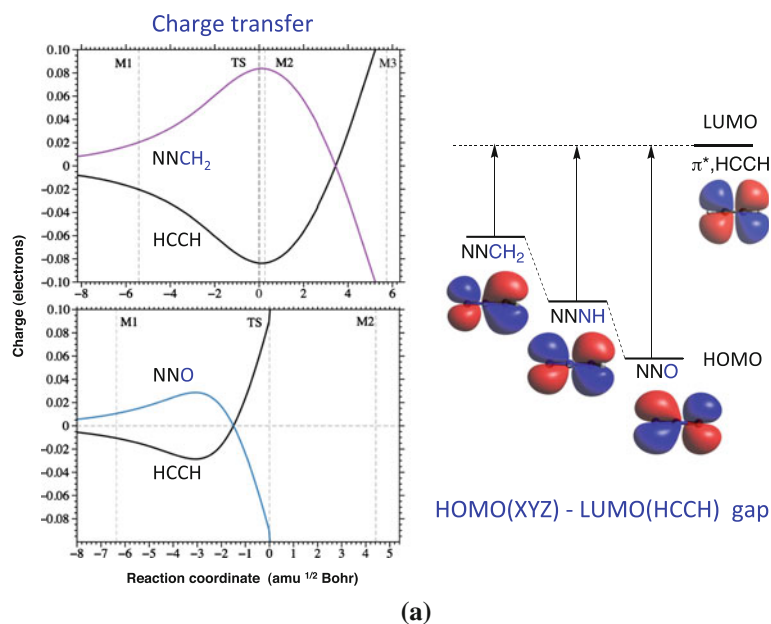 Charge transfer
0.10
0.08
0.06
0.04
0.02
0
-0.02
-0.04
-0.06
-0.08
-0.10
M1
TS
M2
M3
NNCH2
HCCH
-8 -6 -4 -2 0 2 4 6
0.10
0.08
0.06
0.04
0.02
0
-0.02
-0.04
-0.06
-0.08
M1
TS
M2
NNO
HCCH
-8 -7 -6 -5 -4 -3 -2 -1 0 1 2 3 4 5
Charge (electrons)
Reaction coordinate (amu 1/2 Bohr)
LUMO
π*,HCCH
NNCH2
NNNH
NNO
HOMO
HOMO(XYZ) - LUMO(HCCH) gap
(a)